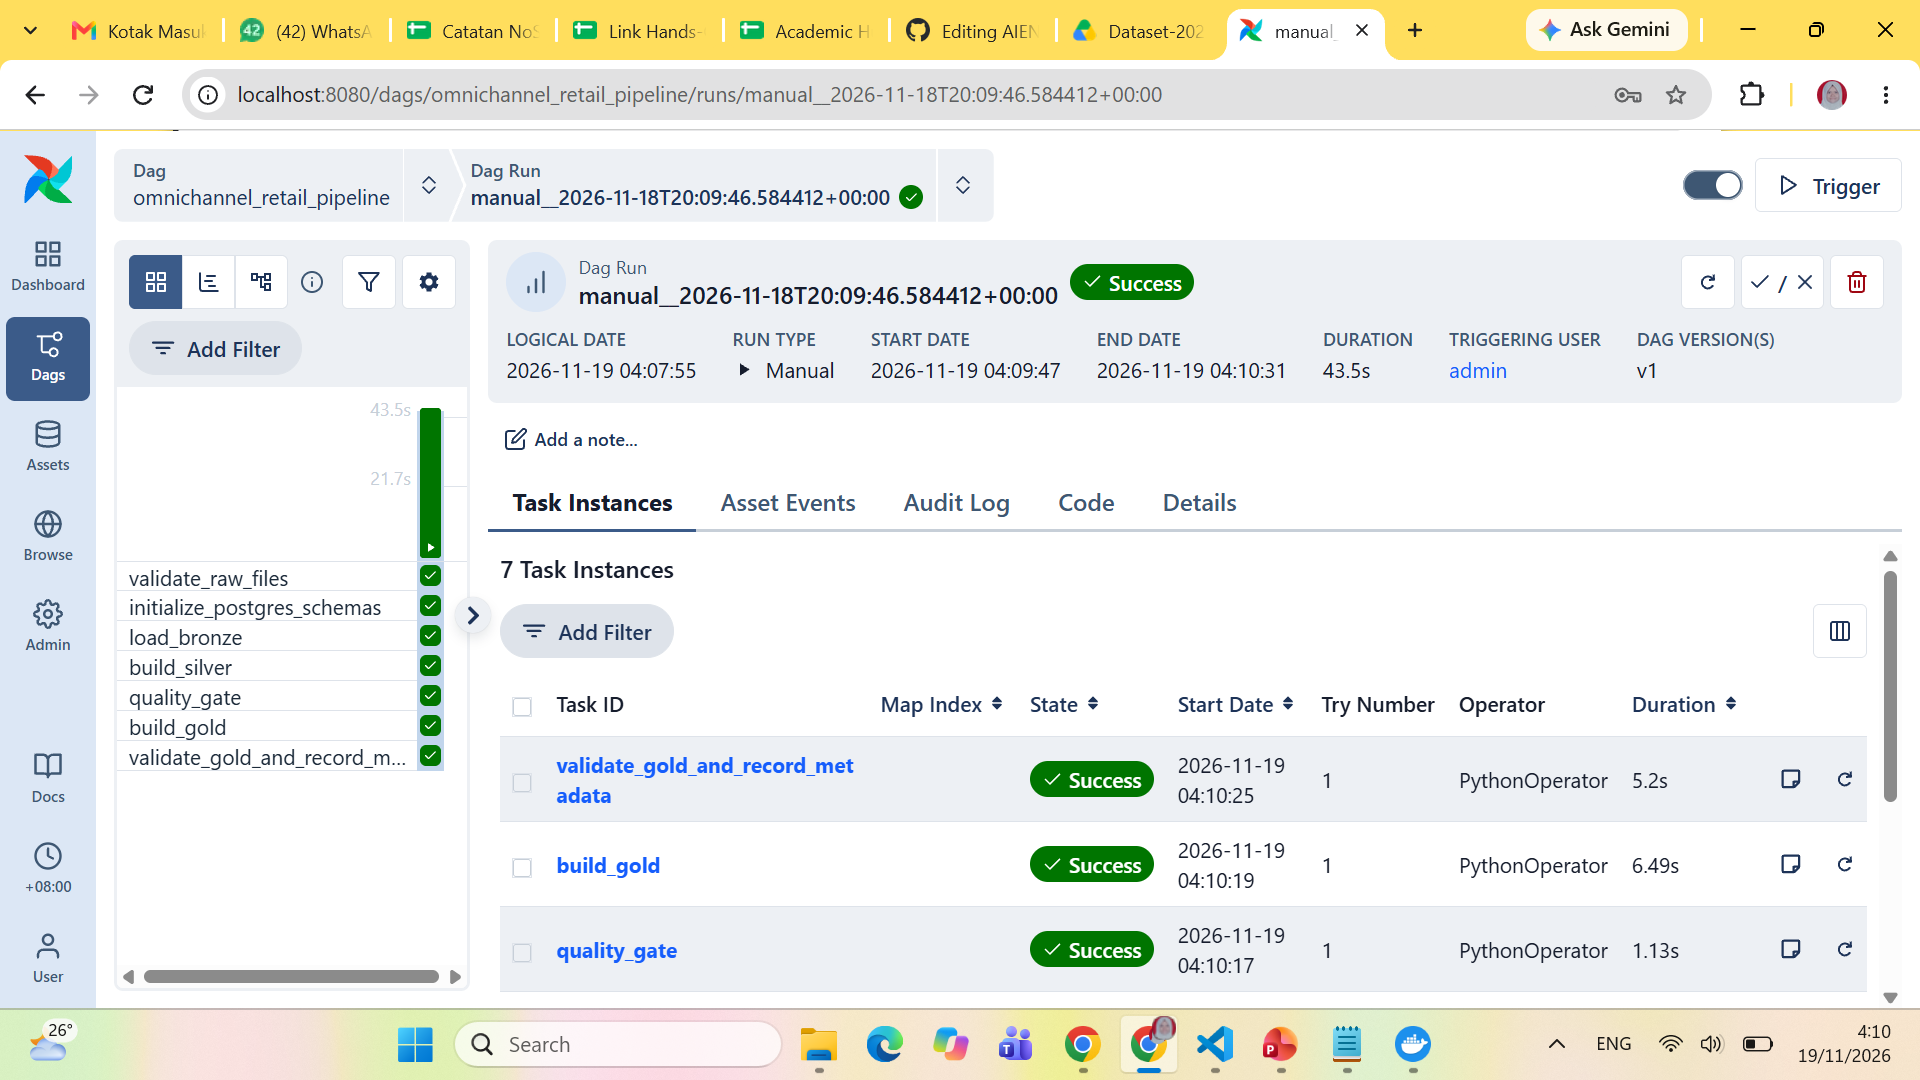 Kotak Masu
42
(42) WhatsA
Catatan NoS
Link Hands-
Academic H
Editing AIEN
Dataset-202
manual_
Ask Gemini
localhost:8080/dags/omnichannel_retail_pipeline/runs/manual__2026-11-18T20:09:46.584412+00:00
Dag
omnichannel_retail_pipeline
Dag Run
manual__2026-11-18T20:09:46.584412+00:00
Trigger
Dashboard
Dags
Assets
Browse
Admin
Docs
+08:00
User
Add Filter
43.5s
21.7s
validate_raw_files
initialize_postgres_schemas
load_bronze
build_silver
quality_gate
build_gold
validate_gold_and_record_m...
Dag Run
manual__2026-11-18T20:09:46.584412+00:00
Success
/
LOGICAL DATE RUN TYPE START DATE END DATE DURATION TRIGGERING USER DAG VERSION(S)
2026-11-19 04:07:55 Manual 2026-11-19 04:09:47 2026-11-19 04:10:31 43.5s admin v1
Add a note...
Task Instances Asset Events Audit Log Code Details
7 Task Instances
Add Filter
Task ID Map Index State Start Date Try Number Operator Duration
validate_gold_and_record_met
adata
Success
2026-11-19
04:10:25
1 PythonOperator 5.2s
build_gold
Success
2026-11-19
04:10:19
1 PythonOperator 6.49s
quality_gate
Success
2026-11-19
04:10:17
1 PythonOperator 1.13s
26°
Search
ENG
4:10
19/11/2026